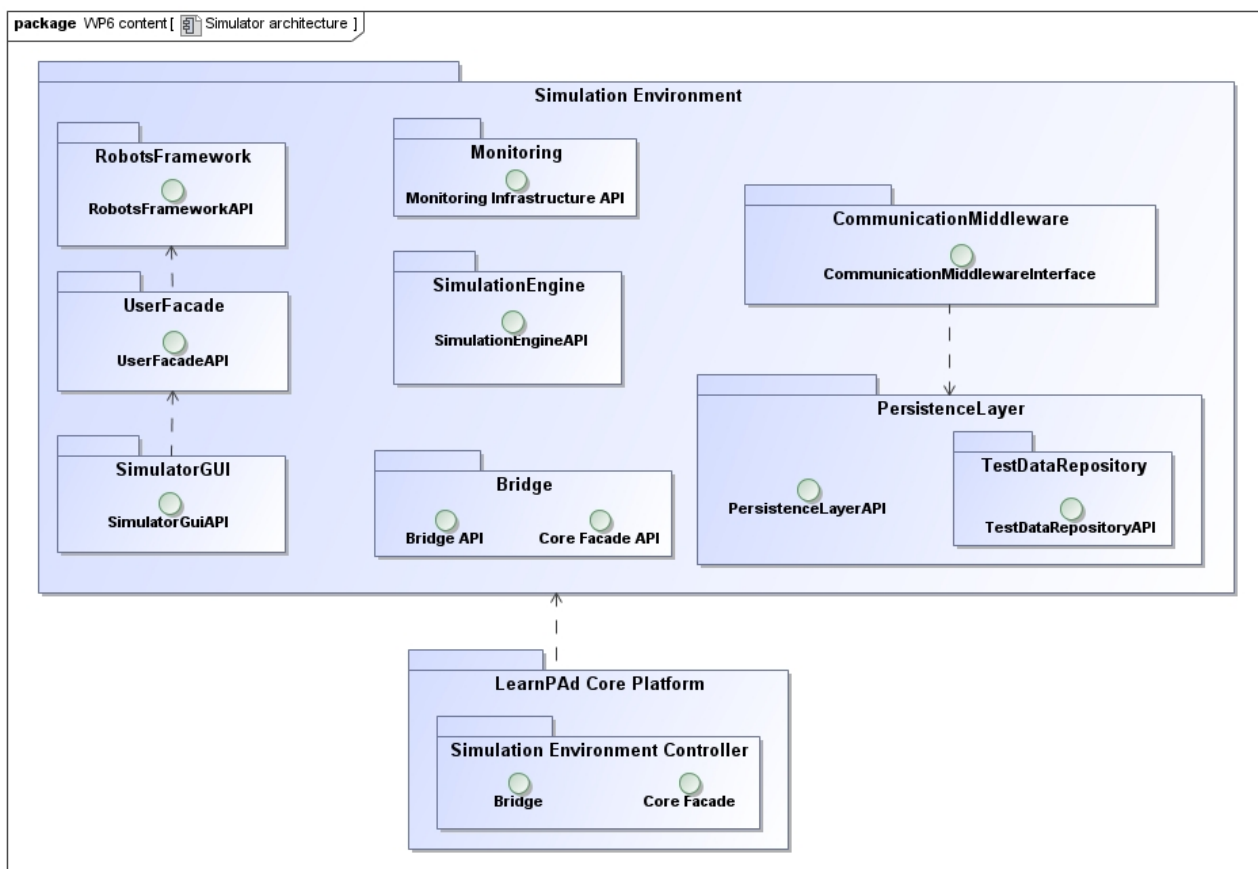 package WP6 content [ Simulator architecture ]
Simulation Environment
RobotsFramework
RobotsFrameworkAPI
Monitoring
Monitoring Infrastructure API
CommunicationMiddleware
CommunicationMiddlewareInterface
UserFacade
UserFacadeAPI
SimulationEngine
SimulationEngineAPI
PersistenceLayer
PersistenceLayerAPI
TestDataRepository
TestDataRepositoryAPI
SimulatorGUI
SimulatorGuiAPI
Bridge
Bridge API
Core Facade API
LearnPAd Core Platform
Simulation Environment Controller
Bridge
Core Facade